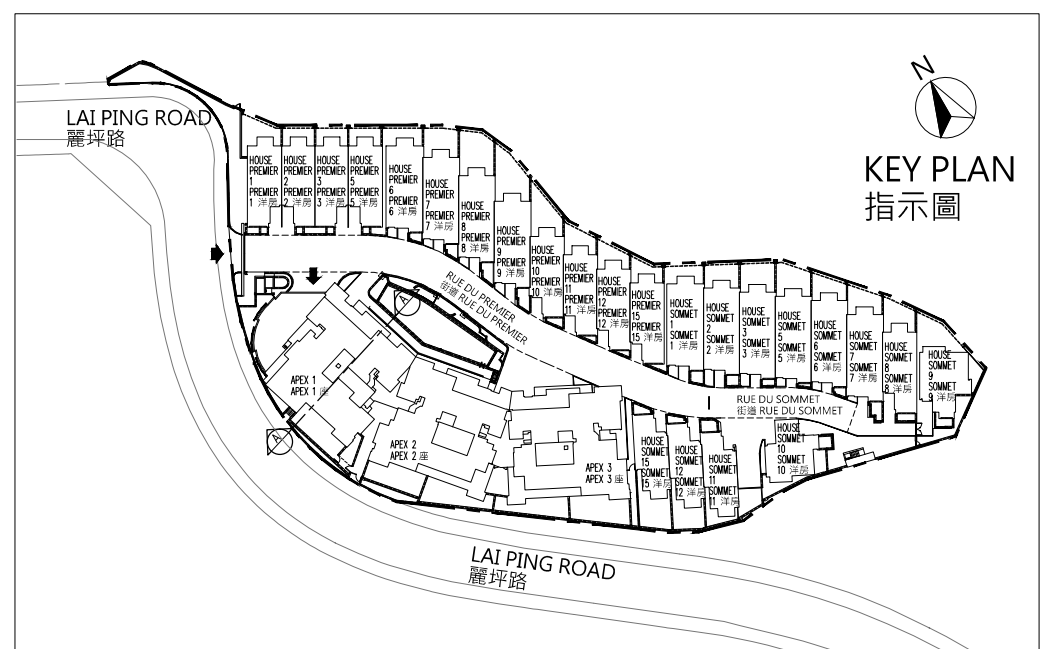 N
KEY PLAN
指示圖
LAI PING ROAD
麗坪路
HOUSE
PREMIER
1
PREMIER
1 洋房
HOUSE
PREMIER
2
PREMIER
2 洋房
HOUSE
PREMIER
3
PREMIER
3 洋房
HOUSE
PREMIER
5
PREMIER
5 洋房
HOUSE
PREMIER
6
PREMIER
6 洋房
HOUSE
PREMIER
7
PREMIER
7 洋房
HOUSE
PREMIER
8
PREMIER
8 洋房
HOUSE
PREMIER
9
PREMIER
9 洋房
HOUSE
PREMIER
10
PREMIER
10 洋房
HOUSE
PREMIER
11
PREMIER
11 洋房
HOUSE
PREMIER
12
PREMIER
12 洋房
HOUSE
PREMIER
15
PREMIER
15 洋房
HOUSE
SOMMET
1
SOMMET
1 洋房
HOUSE
SOMMET
2
SOMMET
2 洋房
HOUSE
SOMMET
3
SOMMET
3 洋房
HOUSE
SOMMET
5
SOMMET
5 洋房
HOUSE
SOMMET
6
SOMMET
6 洋房
HOUSE
SOMMET
7
SOMMET
7 洋房
HOUSE
SOMMET
8
SOMMET
8 洋房
HOUSE
SOMMET
9
SOMMET
9 洋房
RUE DU PREMIER
街道 RUE DU PREMIER
A
RUE DU SOMMET
街道 RUE DU SOMMET
APEX 1
APEX 1 座
A
APEX 2
APEX 2 座
APEX 3
APEX 3 座
HOUSE
SOMMET
15
SOMMET
15 洋房
HOUSE
SOMMET
12
SOMMET
12 洋房
HOUSE
SOMMET
11
SOMMET
11 洋房
HOUSE
SOMMET
10
SOMMET
10 洋房
LAI PING ROAD
麗坪路